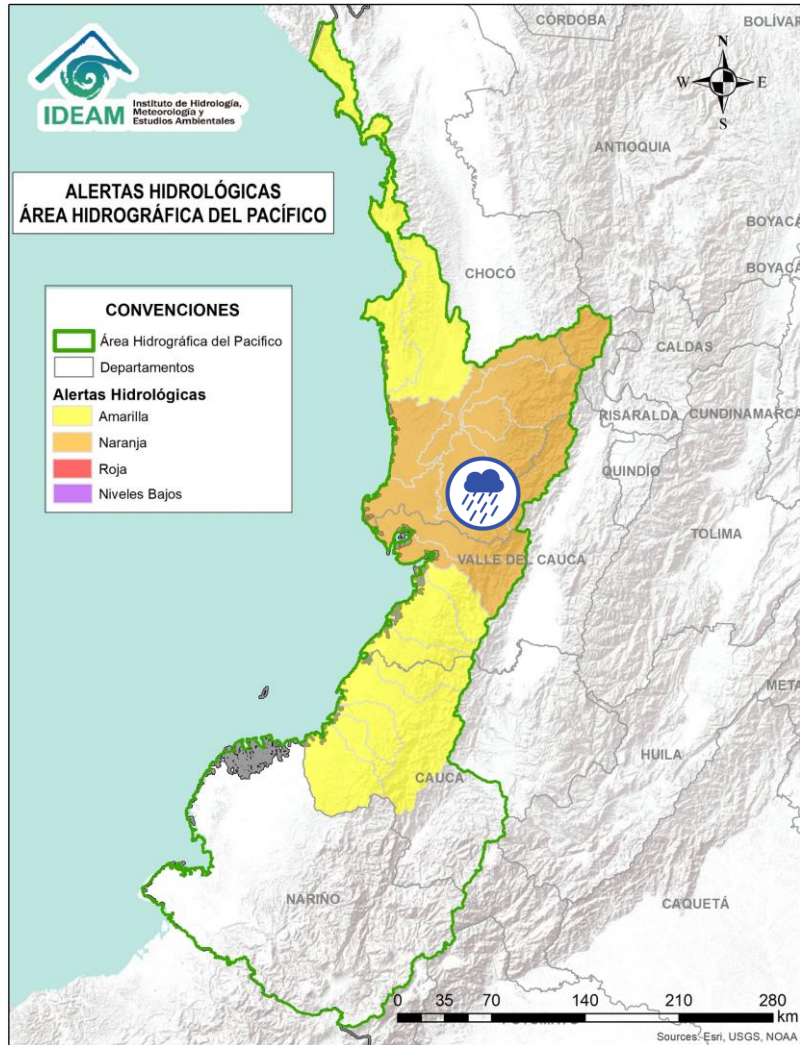 CÓRDOBA
BOLÍVAR
IDEAM
Instituto de Hidrología,
Meteorología y
Estudios Ambientales
N
W
E
S
ANTIOQUIA
ALERTAS HIDROLÓGICAS
ÁREA HIDROGRÁFICA DEL PACÍFICO
BOYACÁ
BOYACÁ
CHOCÓ
CONVENCIONES
Área Hidrográfica del Pacifico
Departamentos
Alertas Hidrológicas
Amarilla
Naranja
Roja
Niveles Bajos
CALDAS
RISARALDA
CUNDINAMARCA
QUINDÍO
TOLIMA
VALLE DEL CAUCA
META
HUILA
CAUCA
NARIÑO
CAQUETÁ
0 35 70 140 210 280
km
Sources: Esri, USGS, NOAA